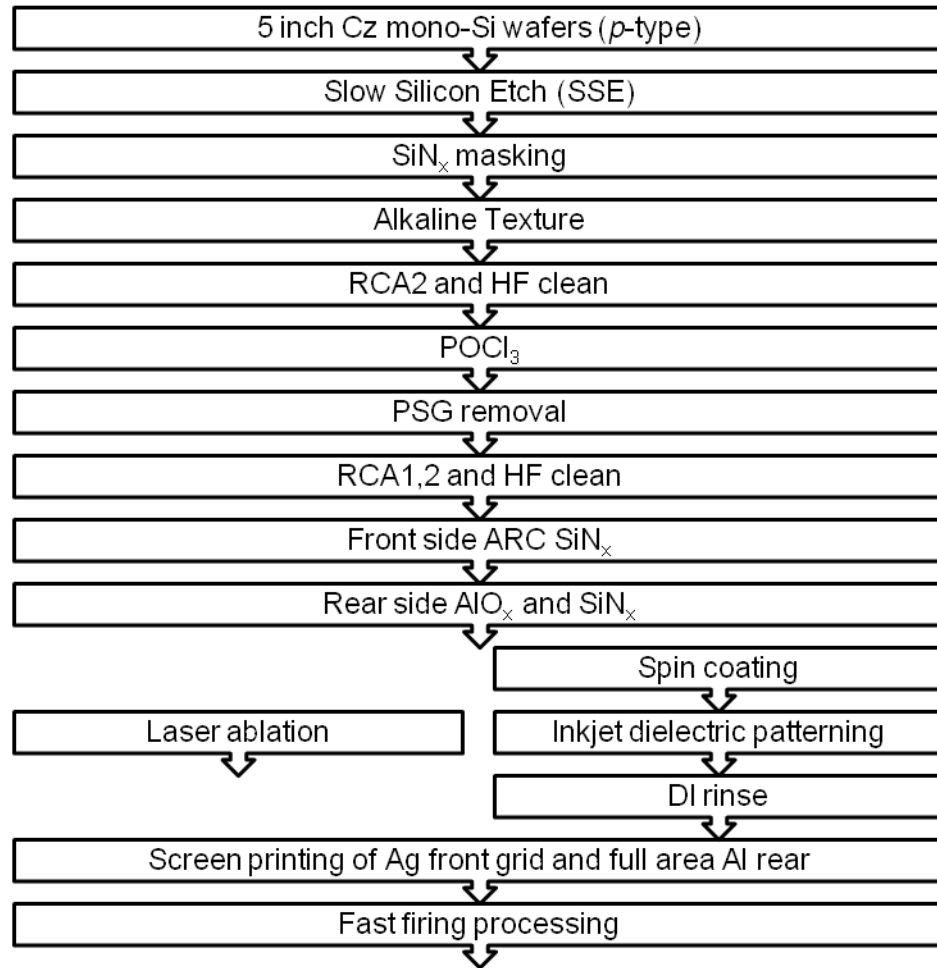 5 inch Cz mono-Si wafers (p-type)
Slow Silicon Etch (SSE)
SiNₓ masking
Alkaline Texture
RCA2 and HF clean
POCl₃
PSG removal
RCA1,2 and HF clean
Front side ARC SiNₓ
Rear side AlOₓ and SiNₓ
Spin coating
Laser ablation
Inkjet dielectric patterning
DI rinse
Screen printing of Ag front grid and full area Al rear
Fast firing processing